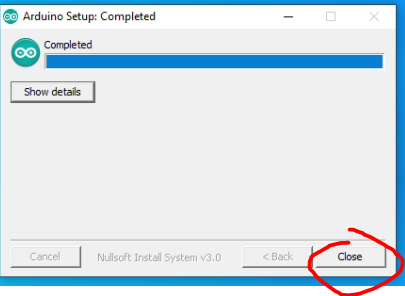 Arduino Setup: Completed
Completed
Show details
Cancel
Nullsoft Install System v3.0
< Back
Close